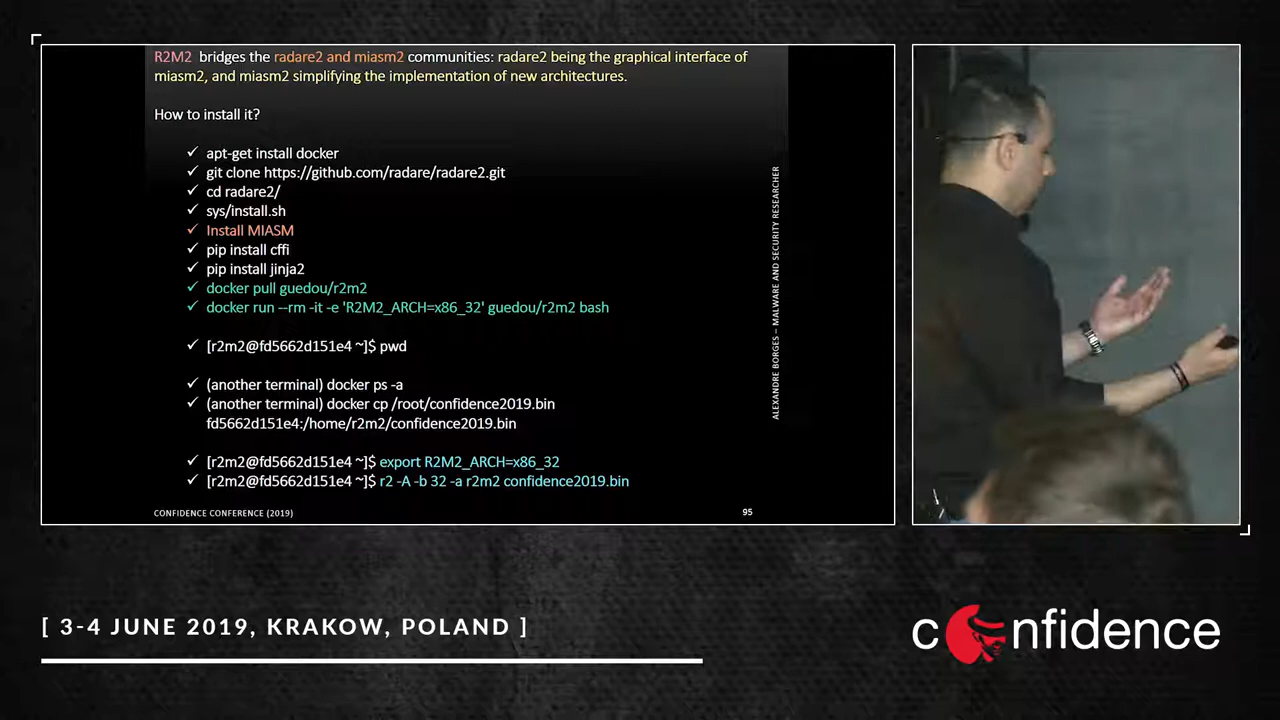 R2M2 bridges the radare2 and miasm2 communities: radare2 being the graphical interface of
miasm2, and miasm2 simplifying the implementation of new architectures.
How to install it?
✓ apt-get install docker
✓ git clone https://github.com/radare/radare2.git
✓ cd radare2/
✓ sys/install.sh
✓ Install MIASM
✓ pip install cffi
✓ pip install jinja2
✓ docker pull guedou/r2m2
✓ docker run --rm -it -e 'R2M2_ARCH=x86_32' guedou/r2m2 bash
✓ [r2m2@fd5662d151e4 ~]$ pwd
✓ (another terminal) docker ps -a
✓ (another terminal) docker cp /root/confidence2019.bin
fd5662d151e4:/home/r2m2/confidence2019.bin
✓ [r2m2@fd5662d151e4 ~]$ export R2M2_ARCH=x86_32
✓ [r2m2@fd5662d151e4 ~]$ r2 -A -b 32 -a r2m2 confidence2019.bin
CONFIDENCE CONFERENCE (2019)
95
ALEXANDRE BORGES – MALWARE AND SECURITY RESEARCHER
[ 3-4 JUNE 2019, KRAKOW, POLAND ]
confidence